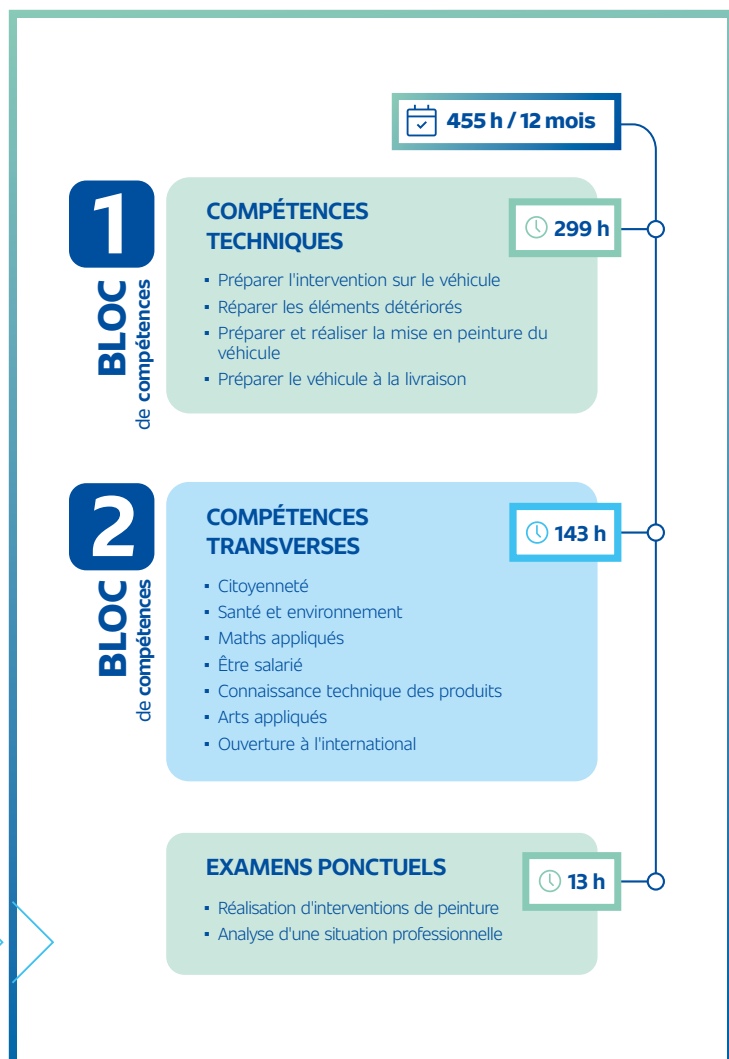 455 h / 12 mois
1
BLOC
de compétences
COMPÉTENCES
TECHNIQUES
299 h
▪ Préparer l'intervention sur le véhicule
▪ Réparer les éléments détériorés
▪ Préparer et réaliser la mise en peinture du
véhicule
▪ Préparer le véhicule à la livraison
2
BLOC
de compétences
COMPÉTENCES
TRANSVERSES
143 h
▪ Citoyenneté
▪ Santé et environnement
▪ Maths appliqués
▪ Être salarié
▪ Connaissance technique des produits
▪ Arts appliqués
▪ Ouverture à l'international
EXAMENS PONCTUELS
13 h
▪ Réalisation d'interventions de peinture
▪ Analyse d'une situation professionnelle